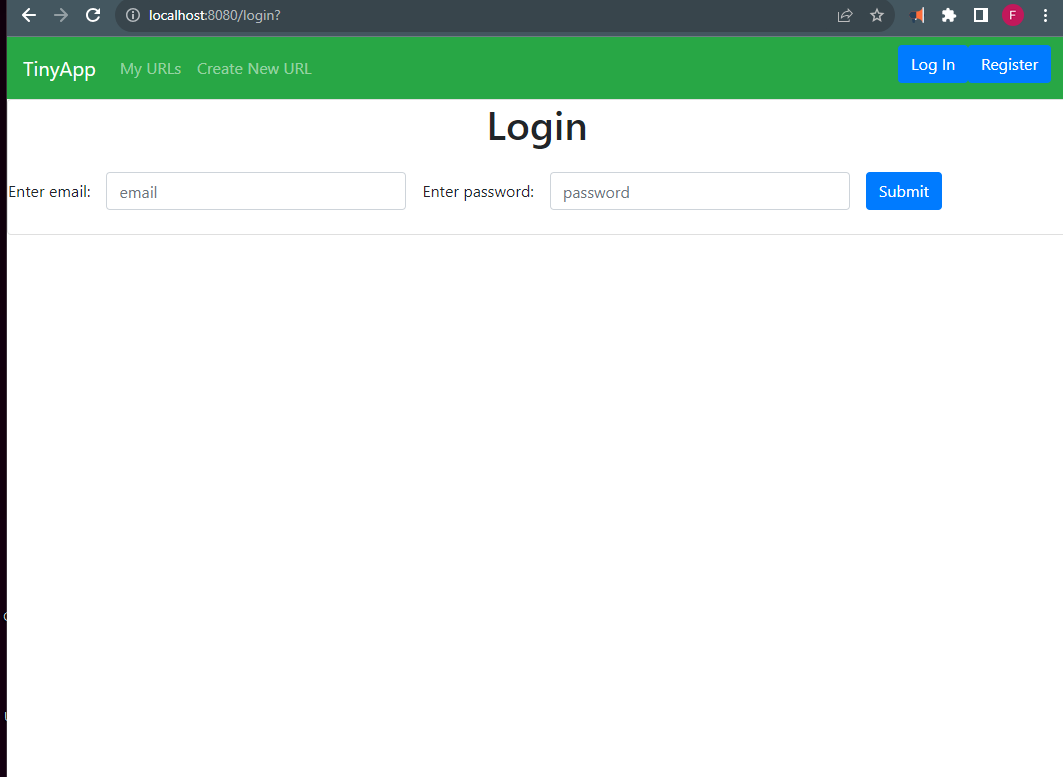 localhost:8080/login?
F
TinyApp My URLs Create New URL Log In Register
Login
Enter email: email Enter password: password Submit